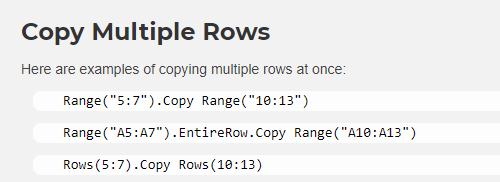 Copy Multiple Rows
Here are examples of copying multiple rows at once:
Range("5:7").Copy Range("10:13")
Range("A5:A7").EntireRow.Copy Range("A10:A13")
Rows(5:7).Copy Rows(10:13)